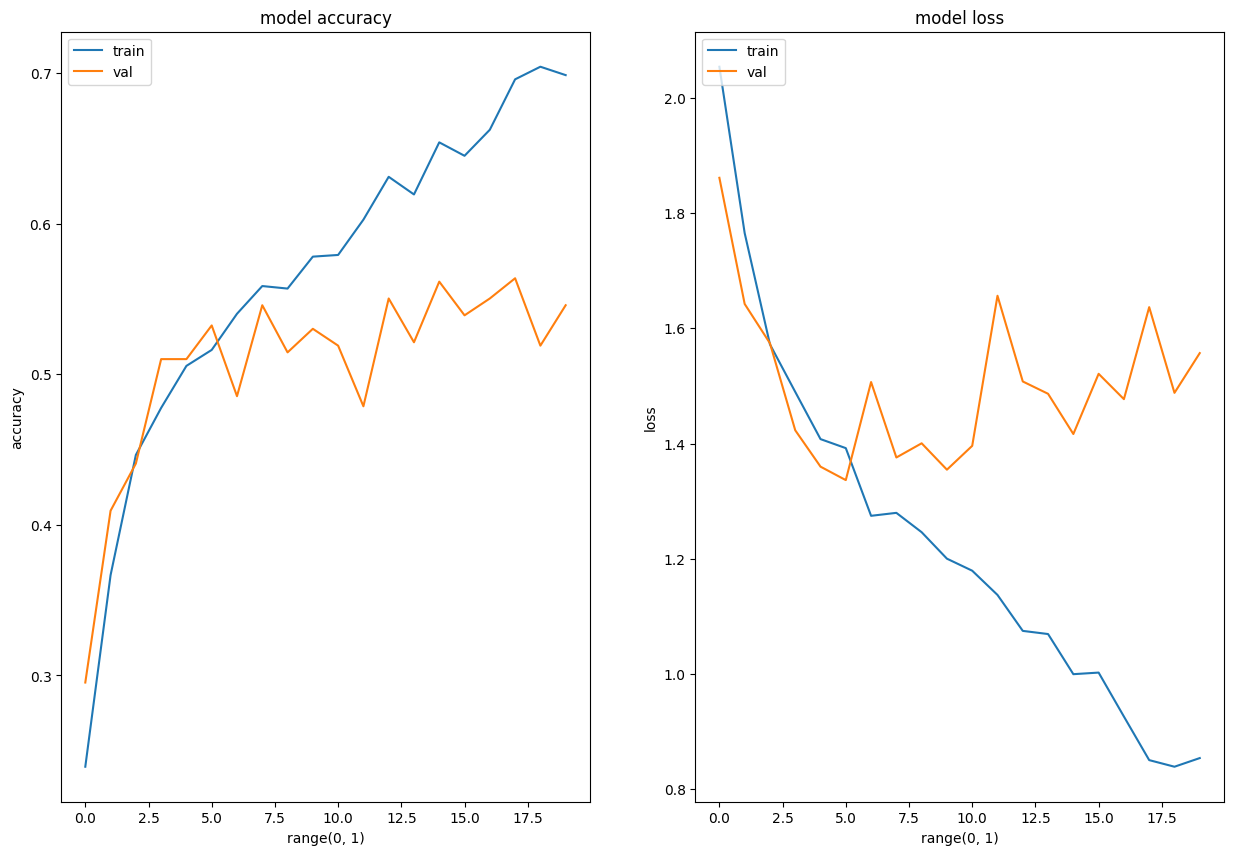 model accuracy
train
val
0.7
0.6
0.5
0.4
0.3
accuracy
0.0 2.5 5.0 7.5 10.0 12.5 15.0 17.5
range(0, 1)
model loss
train
val
2.0
1.8
1.6
1.4
1.2
1.0
0.8
loss
0.0 2.5 5.0 7.5 10.0 12.5 15.0 17.5
range(0, 1)